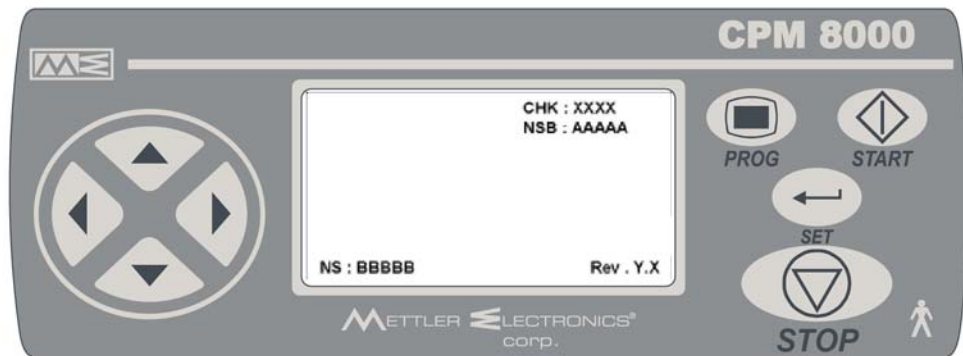 CPM 8000
CHK : XXXX
NSB : AAAAA
NS : BBBBB
Rev . Y.X
PROG
START
SET
STOP
METTLER ELECTRONICS®
corp.